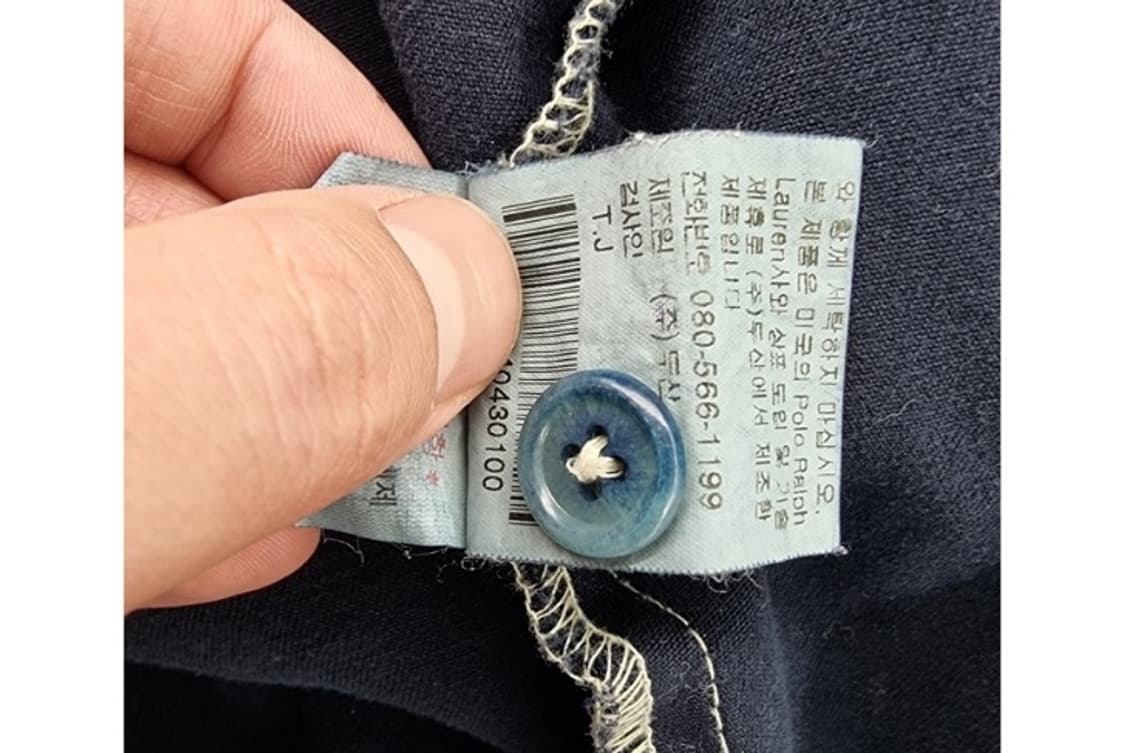 와 함께 세탁하지 마십시오.
본 제품은 미국의 Polo Ralph
Lauren사와 상표 도입 및 기술
제휴로 (주)두산에서 제조한
제품입니다
전화번호 080-566-1199
제조원 (주) 두산
검사인
T.J
10430100